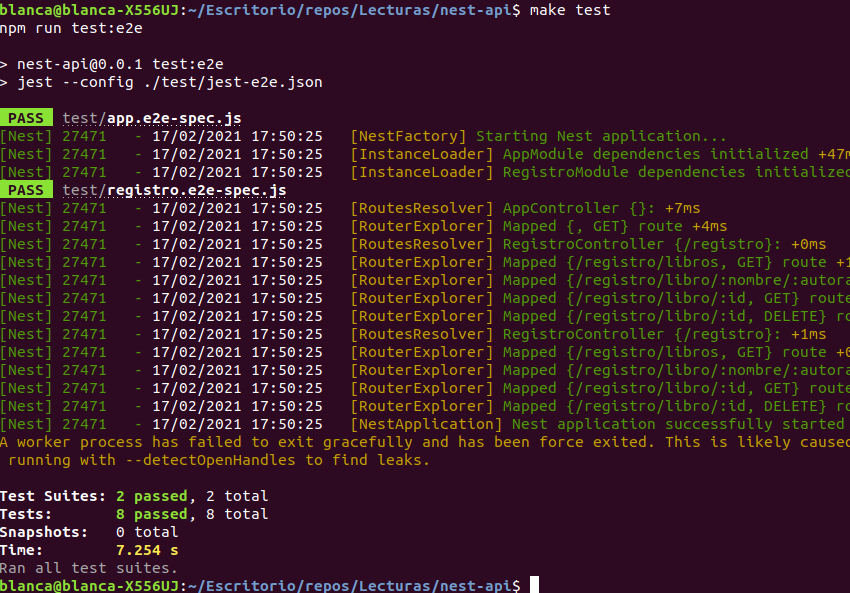 blanca@blanca-X556UJ:~/Escritorio/repos/Lecturas/nest-api$ make test
npm run test:e2e
> nest-api@0.0.1 test:e2e
> jest --config ./test/jest-e2e.json
PASS test/app.e2e-spec.js
[Nest] 27471   - 17/02/2021 17:50:25   [NestFactory] Starting Nest application...
[Nest] 27471   - 17/02/2021 17:50:25   [InstanceLoader] AppModule dependencies initialized +47m
[Nest] 27471   - 17/02/2021 17:50:25   [InstanceLoader] RegistroModule dependencies initialized
PASS test/registro.e2e-spec.js
[Nest] 27471   - 17/02/2021 17:50:25   [RoutesResolver] AppController {}: +7ms
[Nest] 27471   - 17/02/2021 17:50:25   [RouterExplorer] Mapped {, GET} route +4ms
[Nest] 27471   - 17/02/2021 17:50:25   [RoutesResolver] RegistroController {/registro}: +0ms
[Nest] 27471   - 17/02/2021 17:50:25   [RouterExplorer] Mapped {/registro/libros, GET} route +1
[Nest] 27471   - 17/02/2021 17:50:25   [RouterExplorer] Mapped {/registro/libro/:nombre/:autora
[Nest] 27471   - 17/02/2021 17:50:25   [RouterExplorer] Mapped {/registro/libro/:id, GET} route
[Nest] 27471   - 17/02/2021 17:50:25   [RouterExplorer] Mapped {/registro/libro/:id, DELETE} ro
[Nest] 27471   - 17/02/2021 17:50:25   [RoutesResolver] RegistroController {/registro}: +1ms
[Nest] 27471   - 17/02/2021 17:50:25   [RouterExplorer] Mapped {/registro/libros, GET} route +0
[Nest] 27471   - 17/02/2021 17:50:25   [RouterExplorer] Mapped {/registro/libro/:nombre/:autora
[Nest] 27471   - 17/02/2021 17:50:25   [RouterExplorer] Mapped {/registro/libro/:id, GET} route
[Nest] 27471   - 17/02/2021 17:50:25   [RouterExplorer] Mapped {/registro/libro/:id, DELETE} ro
[Nest] 27471   - 17/02/2021 17:50:25   [NestApplication] Nest application successfully started
A worker process has failed to exit gracefully and has been force exited. This is likely caused
running with --detectOpenHandles to find leaks.
Test Suites: 2 passed, 2 total
Tests:       8 passed, 8 total
Snapshots:   0 total
Time:        7.254 s
Ran all test suites.
blanca@blanca-X556UJ:~/Escritorio/repos/Lecturas/nest-api$